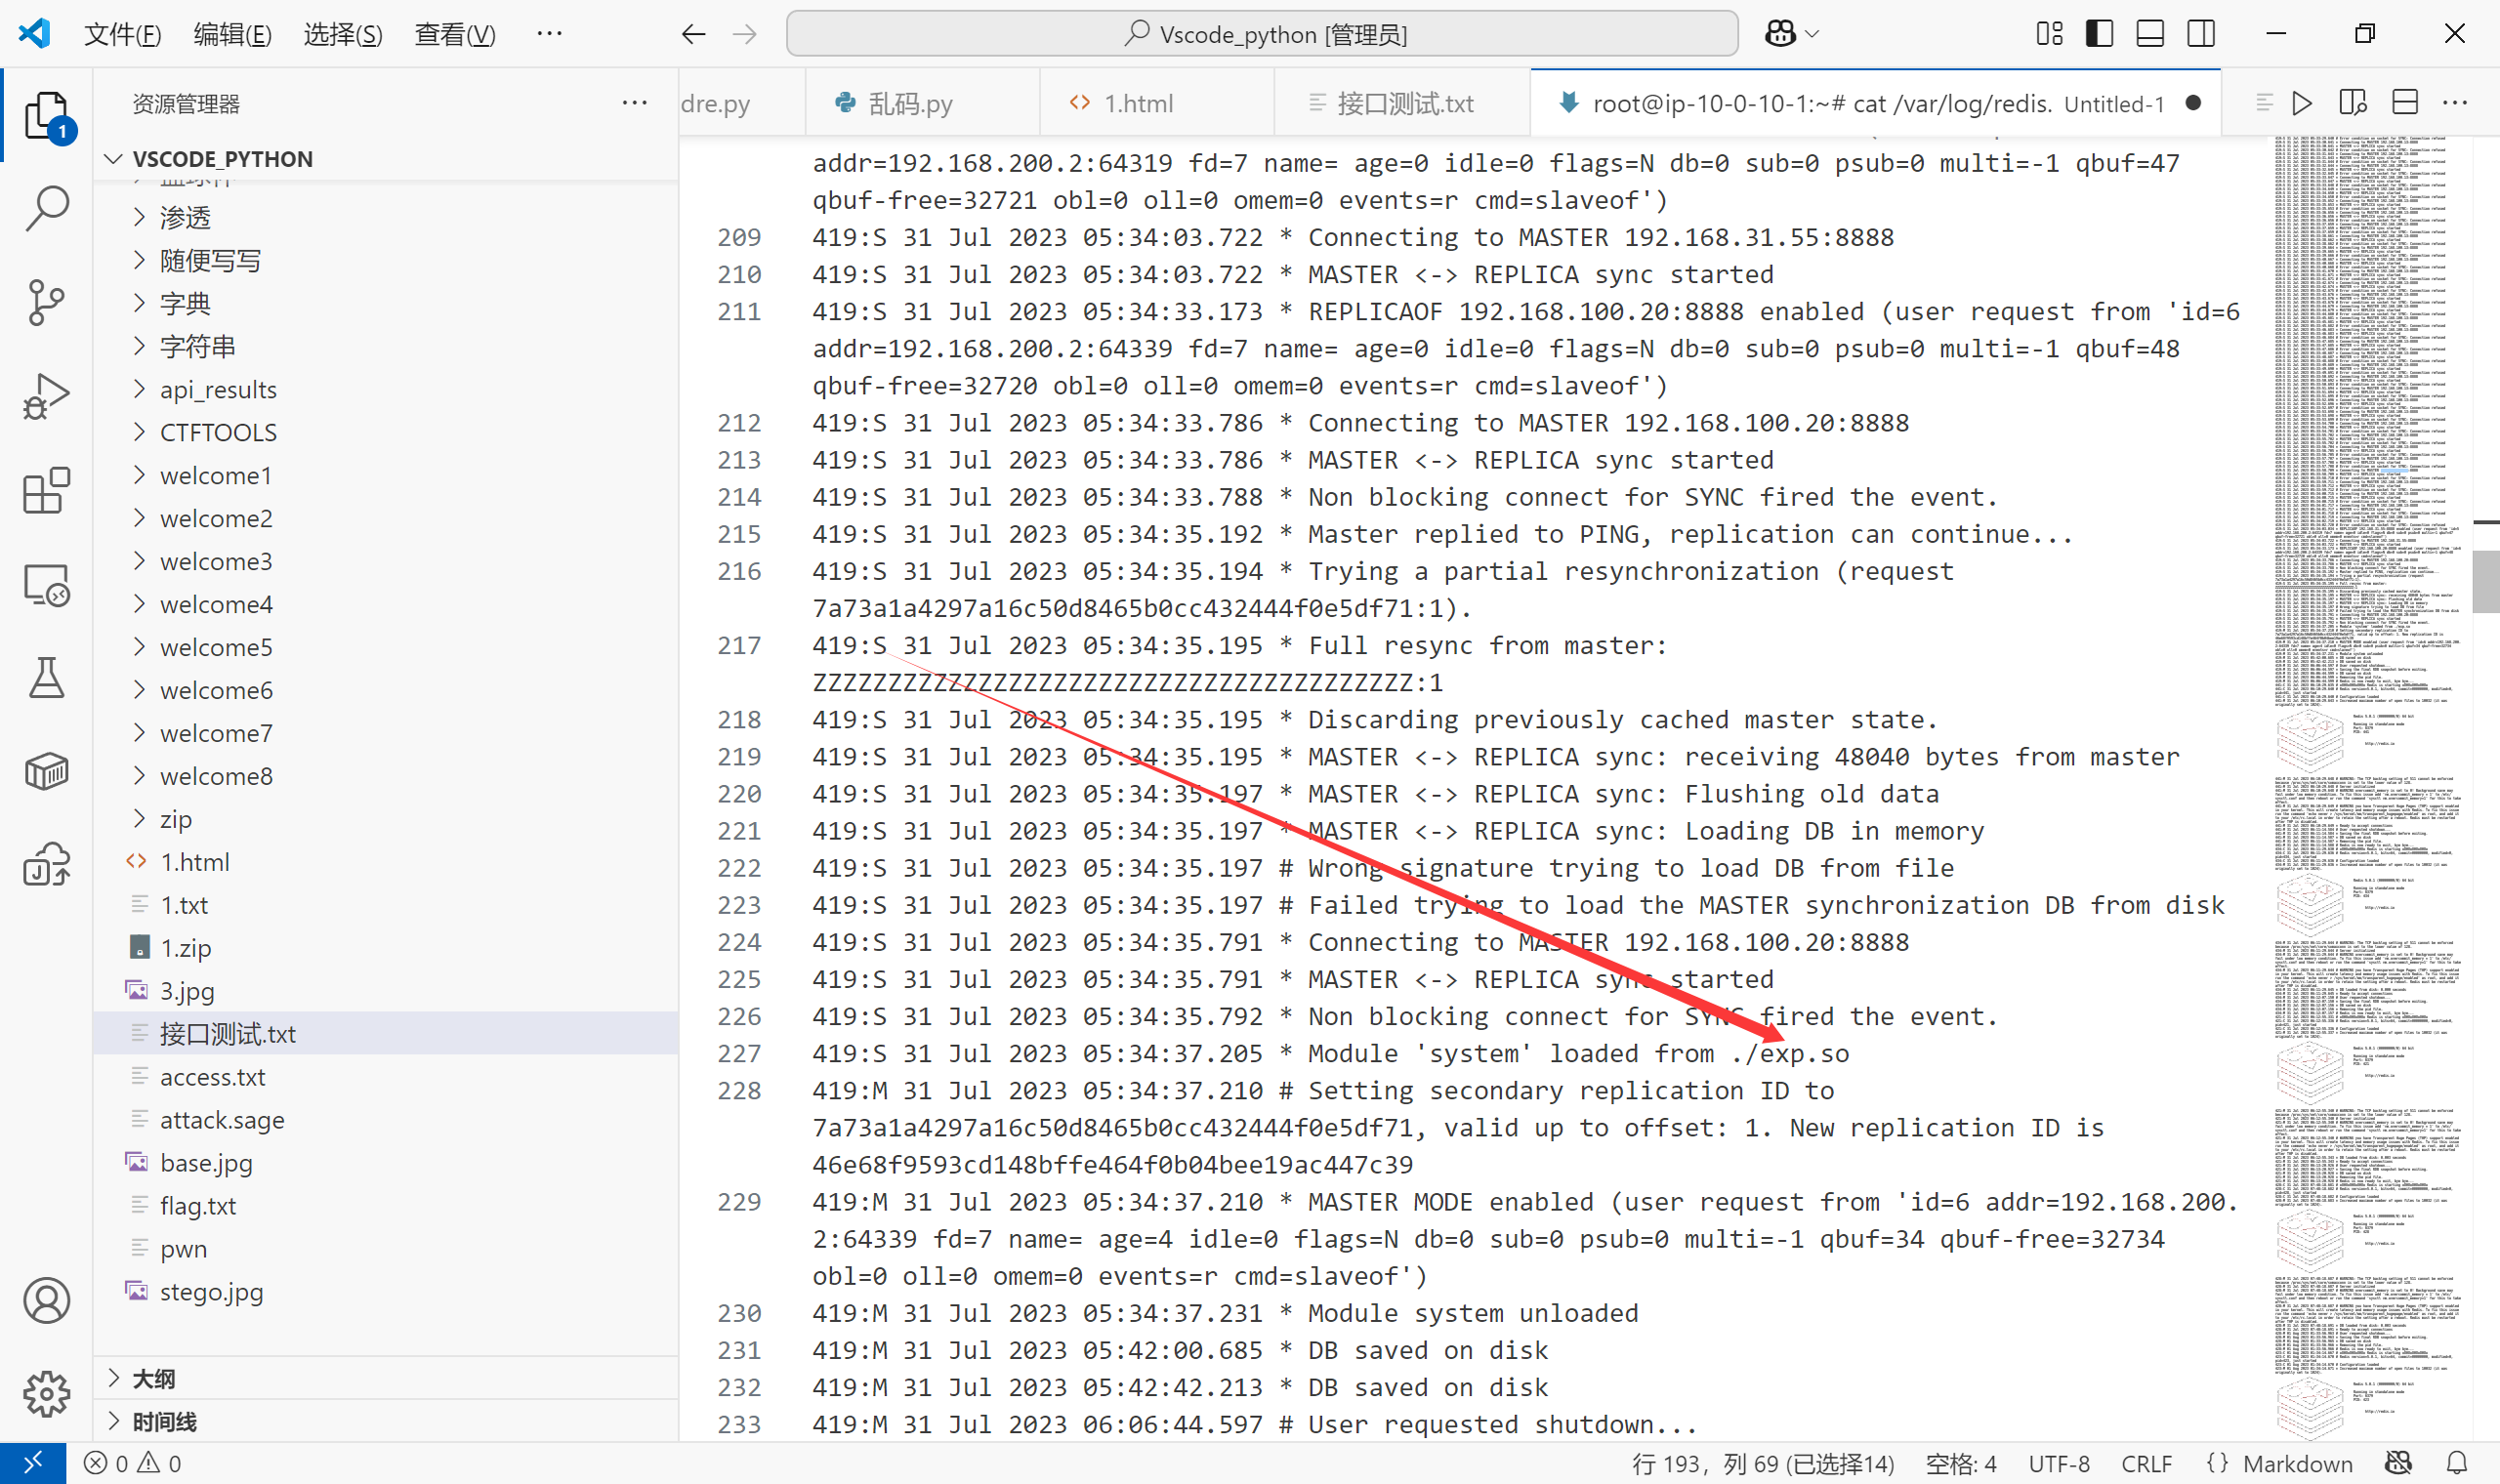 文件(F) 编辑(E) 选择(S) 查看(V) ...
Vscode_python [管理员]
资源管理器 ...
dre.py
乱码.py
1.html
接口测试.txt
root@ip-10-0-10-1:~# cat /var/log/redis. Untitled-1
1
VSCODE_PYTHON
渗透
随便写写
字典
字符串
api_results
CTFTOOLS
welcome1
welcome2
welcome3
welcome4
welcome5
welcome6
welcome7
welcome8
zip
1.html
1.txt
1.zip
3.jpg
接口测试.txt
access.txt
attack.sage
base.jpg
flag.txt
pwn
stego.jpg
大纲
时间线
addr=192.168.200.2:64319 fd=7 name= age=0 idle=0 flags=N db=0 sub=0 psub=0 multi=-1 qbuf=47
qbuf-free=32721 obl=0 oll=0 omem=0 events=r cmd=slaveof')
209 419:S 31 Jul 2023 05:34:03.722 * Connecting to MASTER 192.168.31.55:8888
210 419:S 31 Jul 2023 05:34:03.722 * MASTER <-> REPLICA sync started
211 419:S 31 Jul 2023 05:34:33.173 * REPLICAOF 192.168.100.20:8888 enabled (user request from 'id=6
addr=192.168.200.2:64339 fd=7 name= age=0 idle=0 flags=N db=0 sub=0 psub=0 multi=-1 qbuf=48
qbuf-free=32720 obl=0 oll=0 omem=0 events=r cmd=slaveof')
212 419:S 31 Jul 2023 05:34:33.786 * Connecting to MASTER 192.168.100.20:8888
213 419:S 31 Jul 2023 05:34:33.786 * MASTER <-> REPLICA sync started
214 419:S 31 Jul 2023 05:34:33.788 * Non blocking connect for SYNC fired the event.
215 419:S 31 Jul 2023 05:34:35.192 * Master replied to PING, replication can continue...
216 419:S 31 Jul 2023 05:34:35.194 * Trying a partial resynchronization (request
7a73a1a4297a16c50d8465b0cc432444f0e5df71:1).
217 419:S 31 Jul 2023 05:34:35.195 * Full resync from master:
ZZZZZZZZZZZZZZZZZZZZZZZZZZZZZZZZZZZZZZZZ:1
218 419:S 31 Jul 2023 05:34:35.195 * Discarding previously cached master state.
219 419:S 31 Jul 2023 05:34:35.195 * MASTER <-> REPLICA sync: receiving 48040 bytes from master
220 419:S 31 Jul 2023 05:34:35.197 * MASTER <-> REPLICA sync: Flushing old data
221 419:S 31 Jul 2023 05:34:35.197 * MASTER <-> REPLICA sync: Loading DB in memory
222 419:S 31 Jul 2023 05:34:35.197 # Wrong signature trying to load DB from file
223 419:S 31 Jul 2023 05:34:35.197 # Failed trying to load the MASTER synchronization DB from disk
224 419:S 31 Jul 2023 05:34:35.791 * Connecting to MASTER 192.168.100.20:8888
225 419:S 31 Jul 2023 05:34:35.791 * MASTER <-> REPLICA sync started
226 419:S 31 Jul 2023 05:34:35.792 * Non blocking connect for SYNC fired the event.
227 419:S 31 Jul 2023 05:34:37.205 * Module 'system' loaded from ./exp.so
228 419:M 31 Jul 2023 05:34:37.210 # Setting secondary replication ID to
7a73a1a4297a16c50d8465b0cc432444f0e5df71, valid up to offset: 1. New replication ID is
46e68f9593cd148bffe464f0b04bee19ac447c39
229 419:M 31 Jul 2023 05:34:37.210 * MASTER MODE enabled (user request from 'id=6 addr=192.168.200.
2:64339 fd=7 name= age=4 idle=0 flags=N db=0 sub=0 psub=0 multi=-1 qbuf=34 qbuf-free=32734
obl=0 oll=0 omem=0 events=r cmd=slaveof')
230 419:M 31 Jul 2023 05:34:37.231 * Module system unloaded
231 419:M 31 Jul 2023 05:42:00.685 * DB saved on disk
232 419:M 31 Jul 2023 05:42:42.213 * DB saved on disk
233 419:M 31 Jul 2023 06:06:44.597 # User requested shutdown...
0 0
行 193，列 69 (已选择14) 空格: 4 UTF-8 CRLF {} Markdown